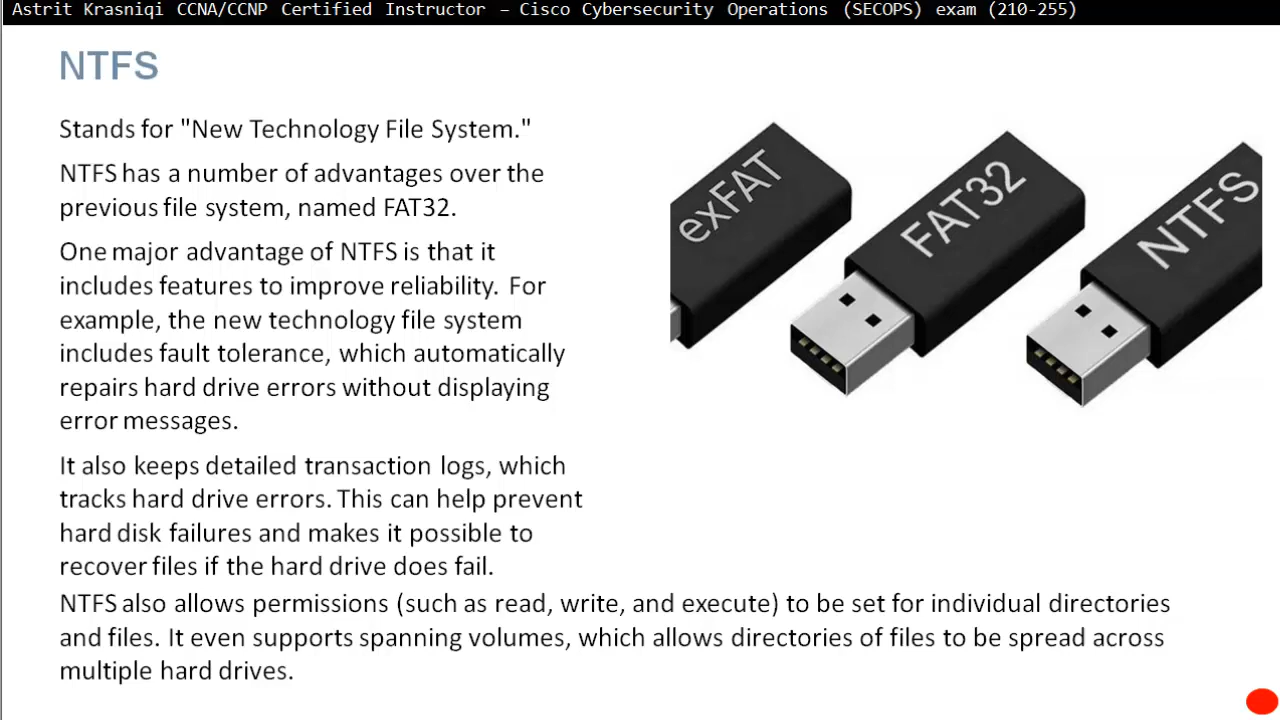 Astrit Krasniqi CCNA/CCNP Certified Instructor – Cisco Cybersecurity Operations (SECOPS) exam (210-255)
NTFS
Stands for "New Technology File System."
NTFS has a number of advantages over the
previous file system, named FAT32.
One major advantage of NTFS is that it
includes features to improve reliability. For
example, the new technology file system
includes fault tolerance, which automatically
repairs hard drive errors without displaying
error messages.
It also keeps detailed transaction logs, which
tracks hard drive errors. This can help prevent
hard disk failures and makes it possible to
recover files if the hard drive does fail.
NTFS also allows permissions (such as read, write, and execute) to be set for individual directories
and files. It even supports spanning volumes, which allows directories of files to be spread across
multiple hard drives.
exFAT
FAT32
NTFS